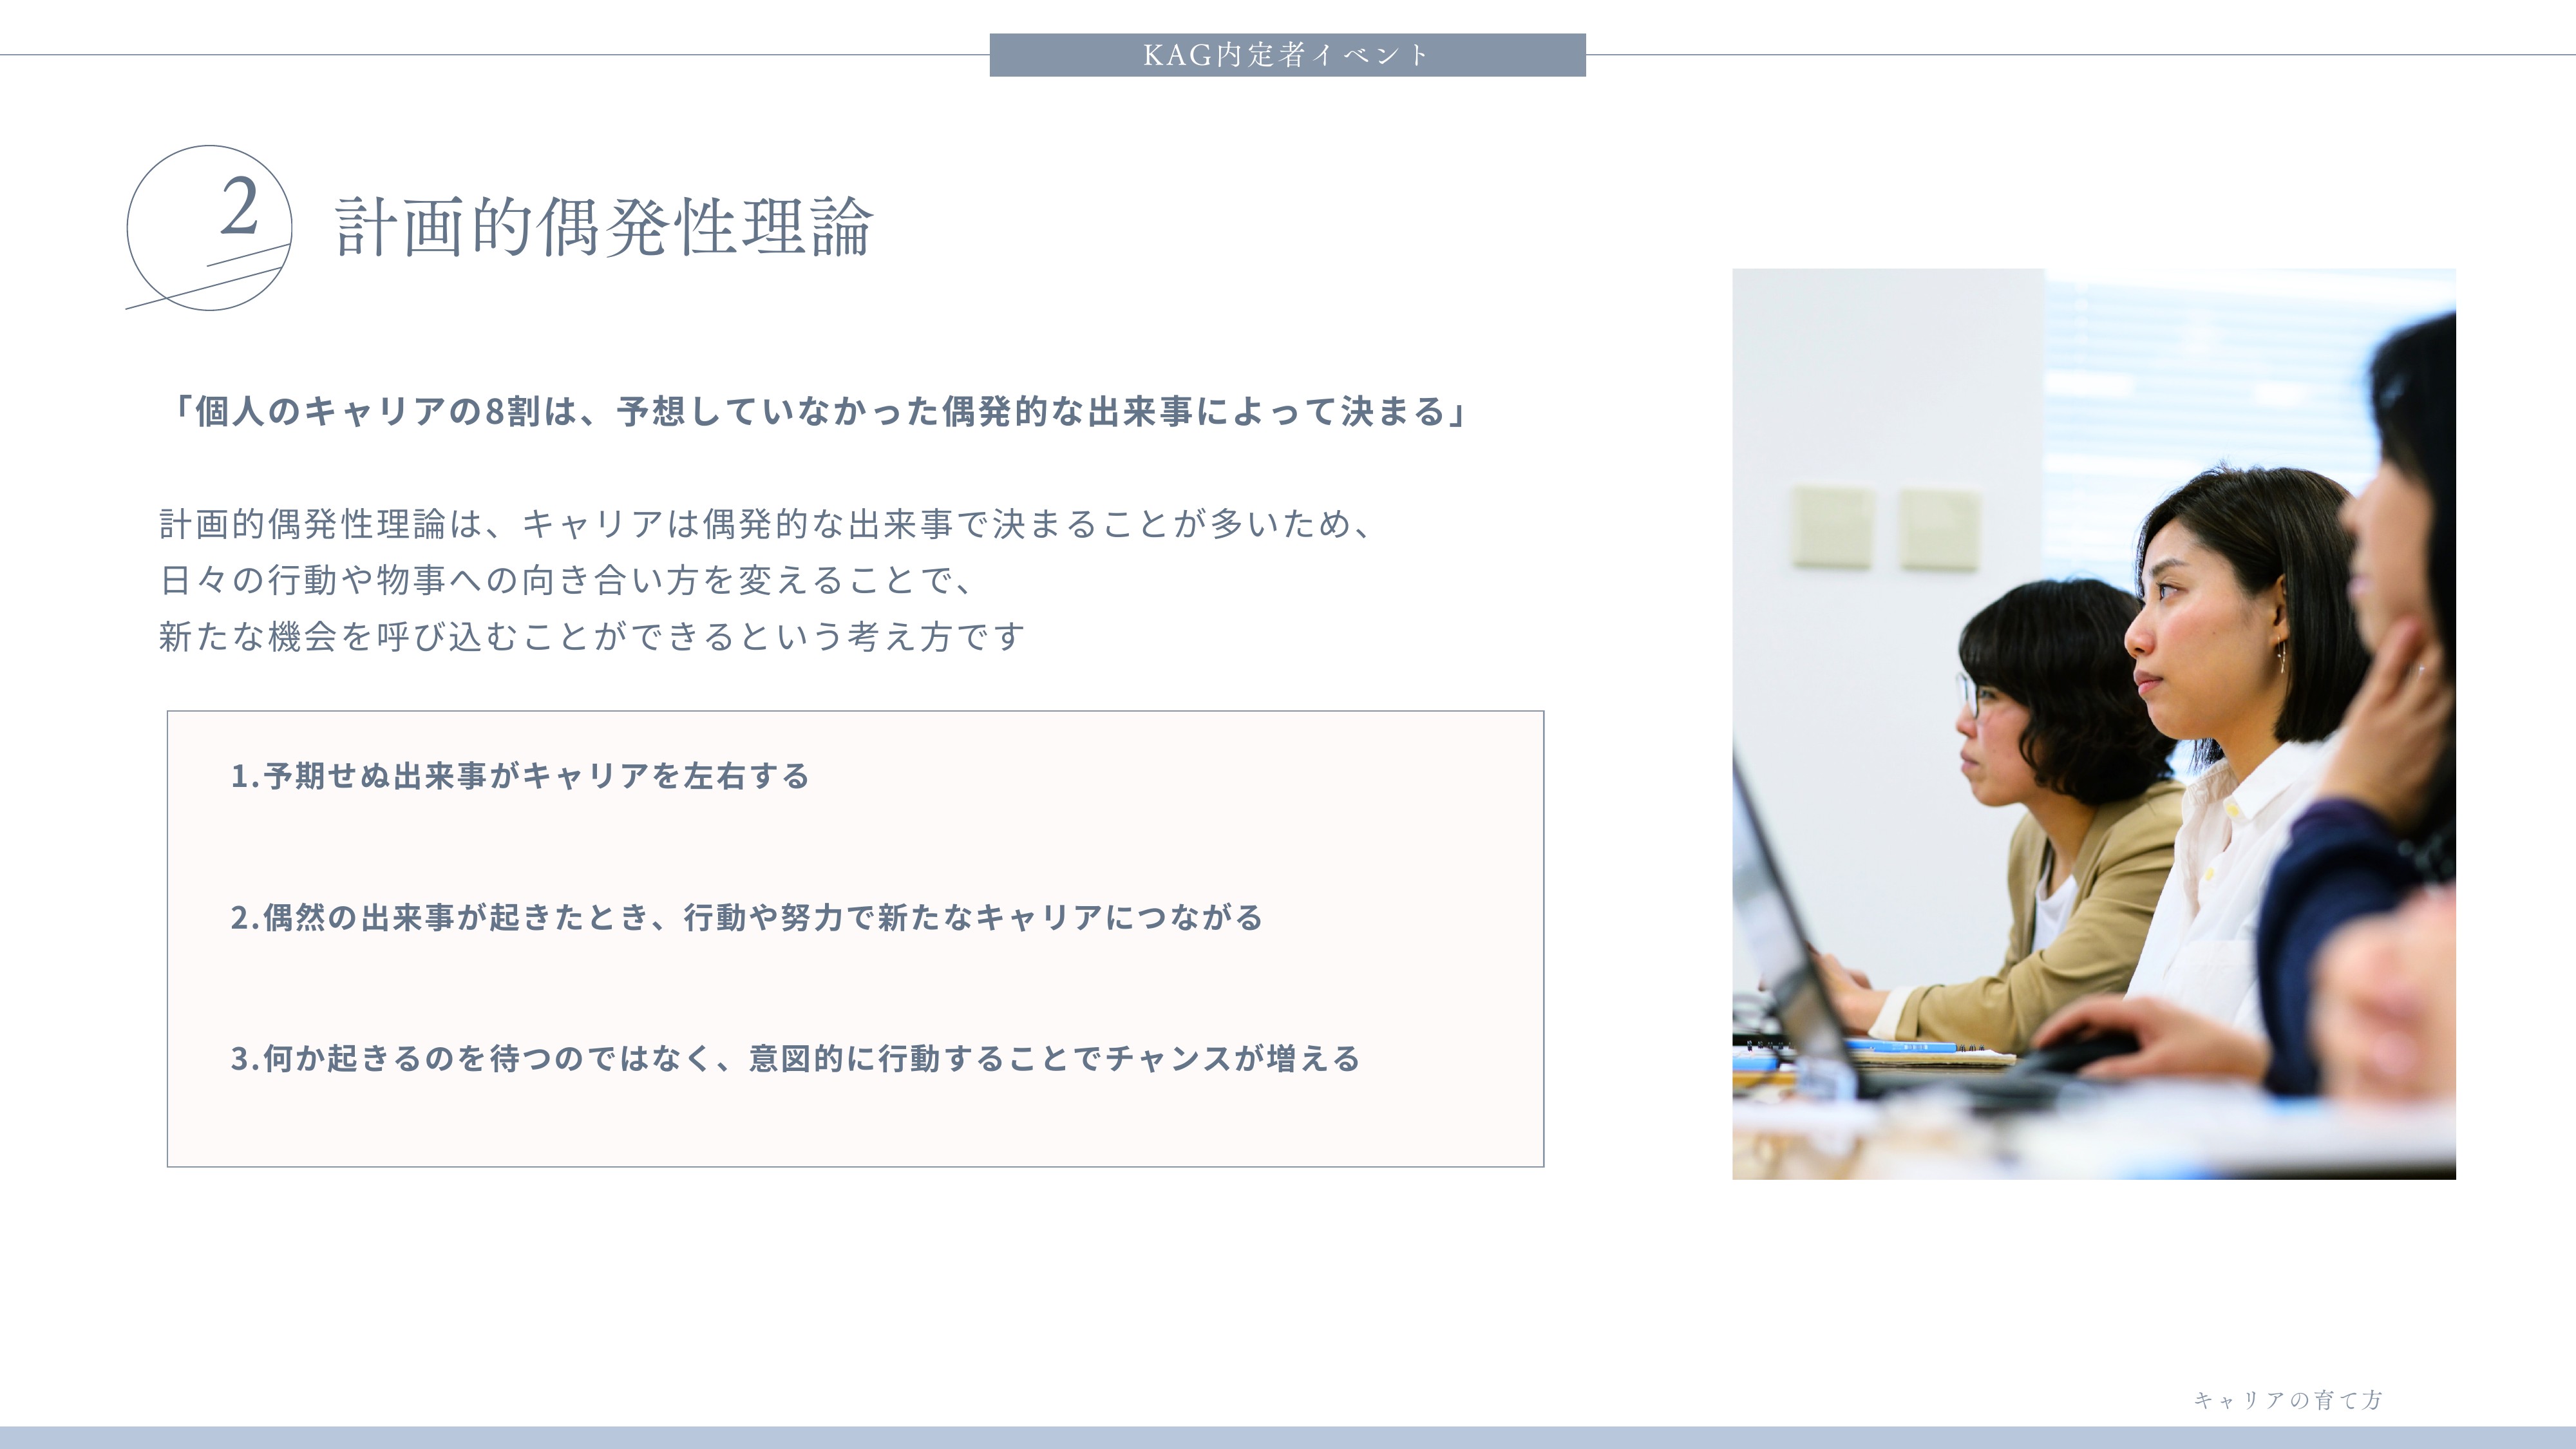 KAG内定者イベント
2
計画的偶発性理論
「個人のキャリアの8割は、予想していなかった偶発的な出来事によって決まる」
計画的偶発性理論は、キャリアは偶発的な出来事で決まることが多いため、
日々の行動や物事への向き合い方を変えることで、
新たな機会を呼び込むことができるという考え方です
1.予期せぬ出来事がキャリアを左右する
2.偶然の出来事が起きたとき、行動や努力で新たなキャリアにつながる
3.何か起きるのを待つのではなく、意図的に行動することでチャンスが増える
キャリアの育て方